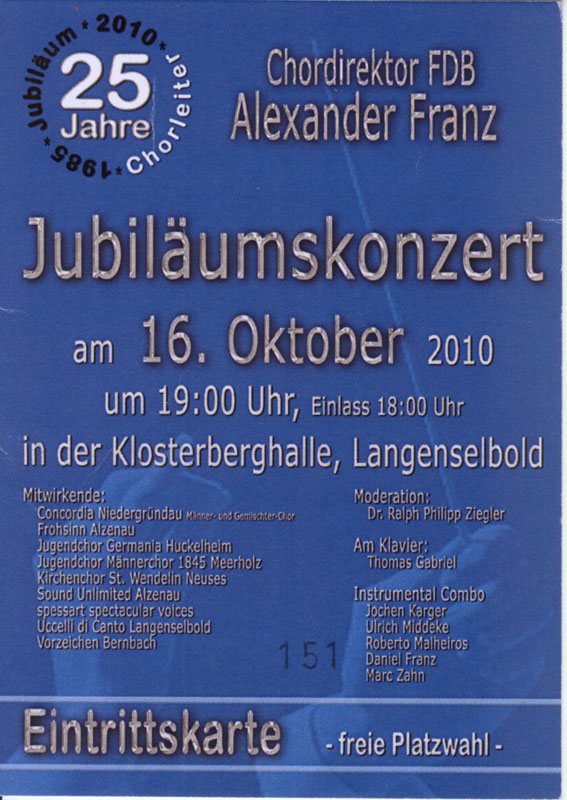 1985 * Jubiläum * 2010 *
Chorleiter
25
Jahre
Chordirektor FDB
Alexander Franz
Jubiläumskonzert
am 16. Oktober 2010
um 19:00 Uhr, Einlass 18:00 Uhr
in der Klosterberghalle, Langenselbold
Mitwirkende:
Concordia Niedergründau Männer- und Gemischter-Chor
Frohsinn Alzenau
Jugendchor Germania Huckelheim
Jugendchor Männerchor 1845 Meerholz
Kirchenchor St. Wendelin Neuses
Sound Unlimited Alzenau
spessart spectacular voices
Uccelli di Canto Langenselbold
Vorzeichen Bernbach
Moderation:
Dr. Ralph Philipp Ziegler
Am Klavier:
Thomas Gabriel
Instrumental Combo
Jochen Karger
Ulrich Middeke
Roberto Malheiros
Daniel Franz
Marc Zahn
151
Eintrittskarte - freie Platzwahl -